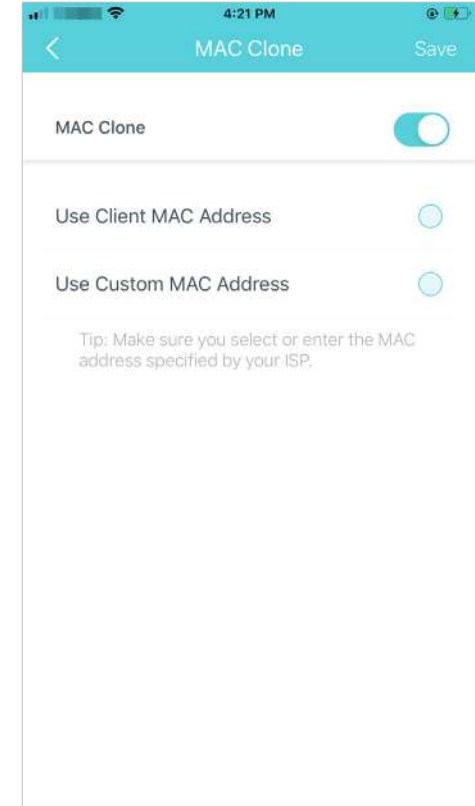 4:21 PM
MAC Clone
Save
MAC Clone
Use Client MAC Address
Use Custom MAC Address
Tip: Make sure you select or enter the MAC
address specified by your ISP.